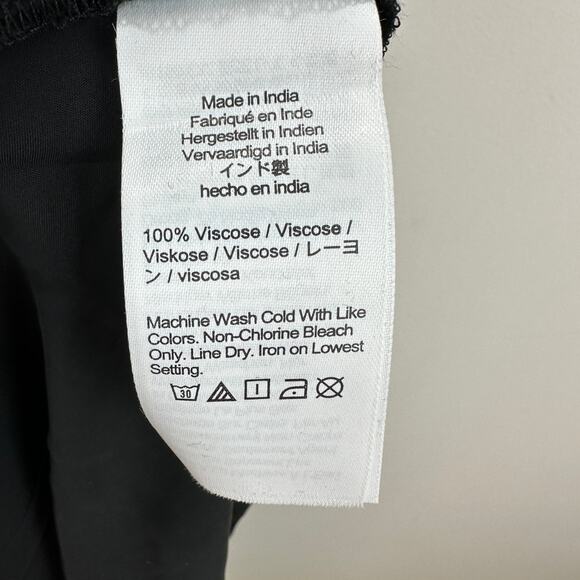 Made in India
Fabriqué en Inde
Hergestellt in Indien
Vervaardigd in India
インド製
hecho en india
100% Viscose / Viscose /
Viskose / Viscose / レーヨ
ン / viscosa
Machine Wash Cold With Like
Colors. Non-Chlorine Bleach
Only. Line Dry. Iron on Lowest
Setting.
30